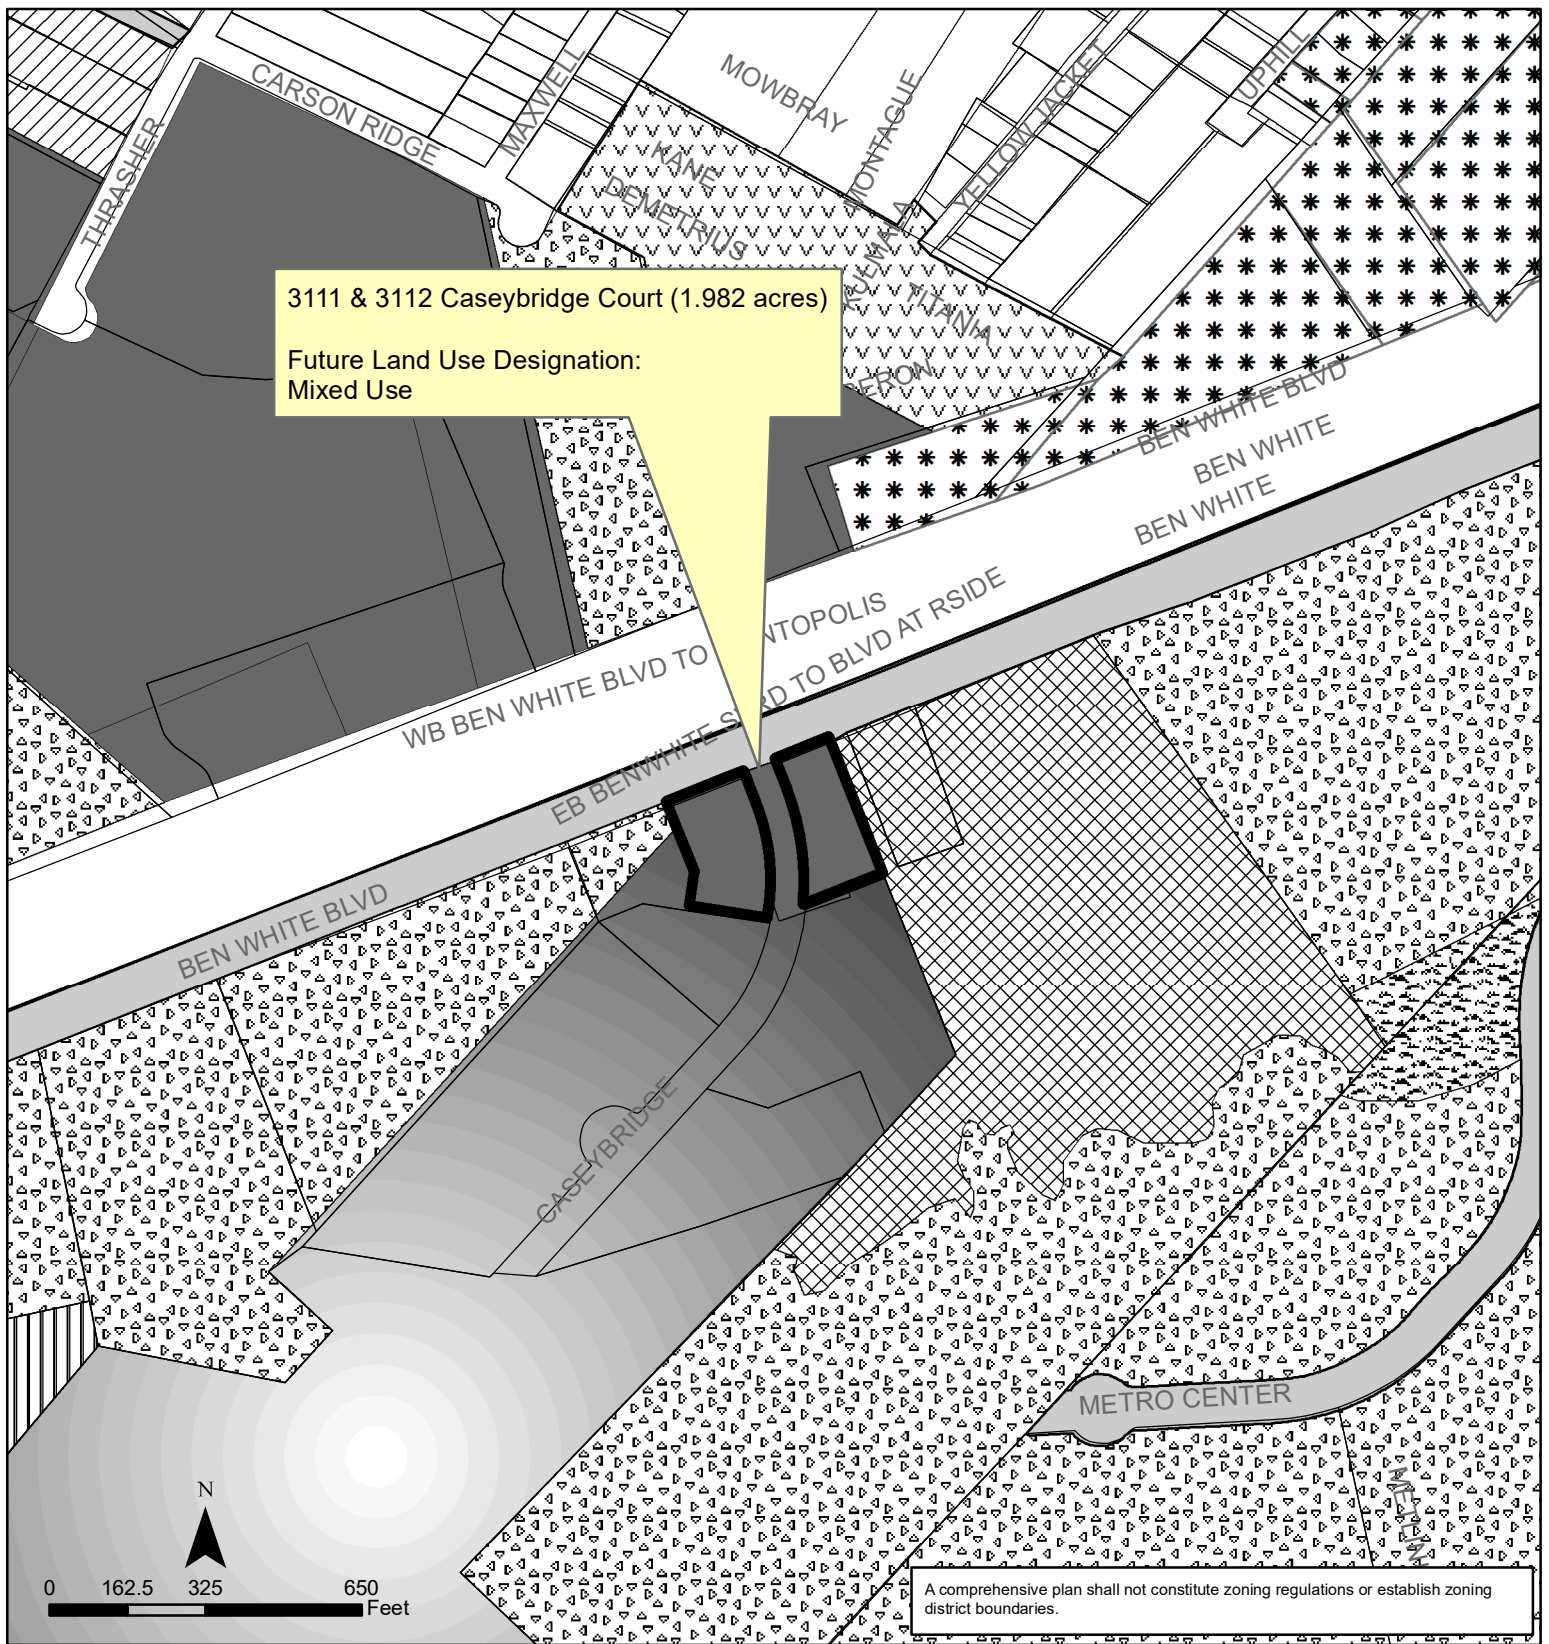 CARSON RIDGE
MAXWELL
MOWBRAY
MONTAGUE
YELLOW JACKET
UPHILL
THRASHER
KANE
DEMETRIUS
TITANIA
3111 & 3112 Caseybridge Court (1.982 acres)
Future Land Use Designation:
Mixed Use
BEN WHITE BLVD
BEN WHITE
BEN WHITE
WB BEN WHITE BLVD TO
NTOPOLIS
EB BENWHITE
RD TO BLVD AT RSIDE
BEN WHITE BLVD
CASEYBRIDGE
METRO CENTER
N
0 162.5 325 650
Feet
A comprehensive plan shall not constitute zoning regulations or establish zoning
district boundaries.